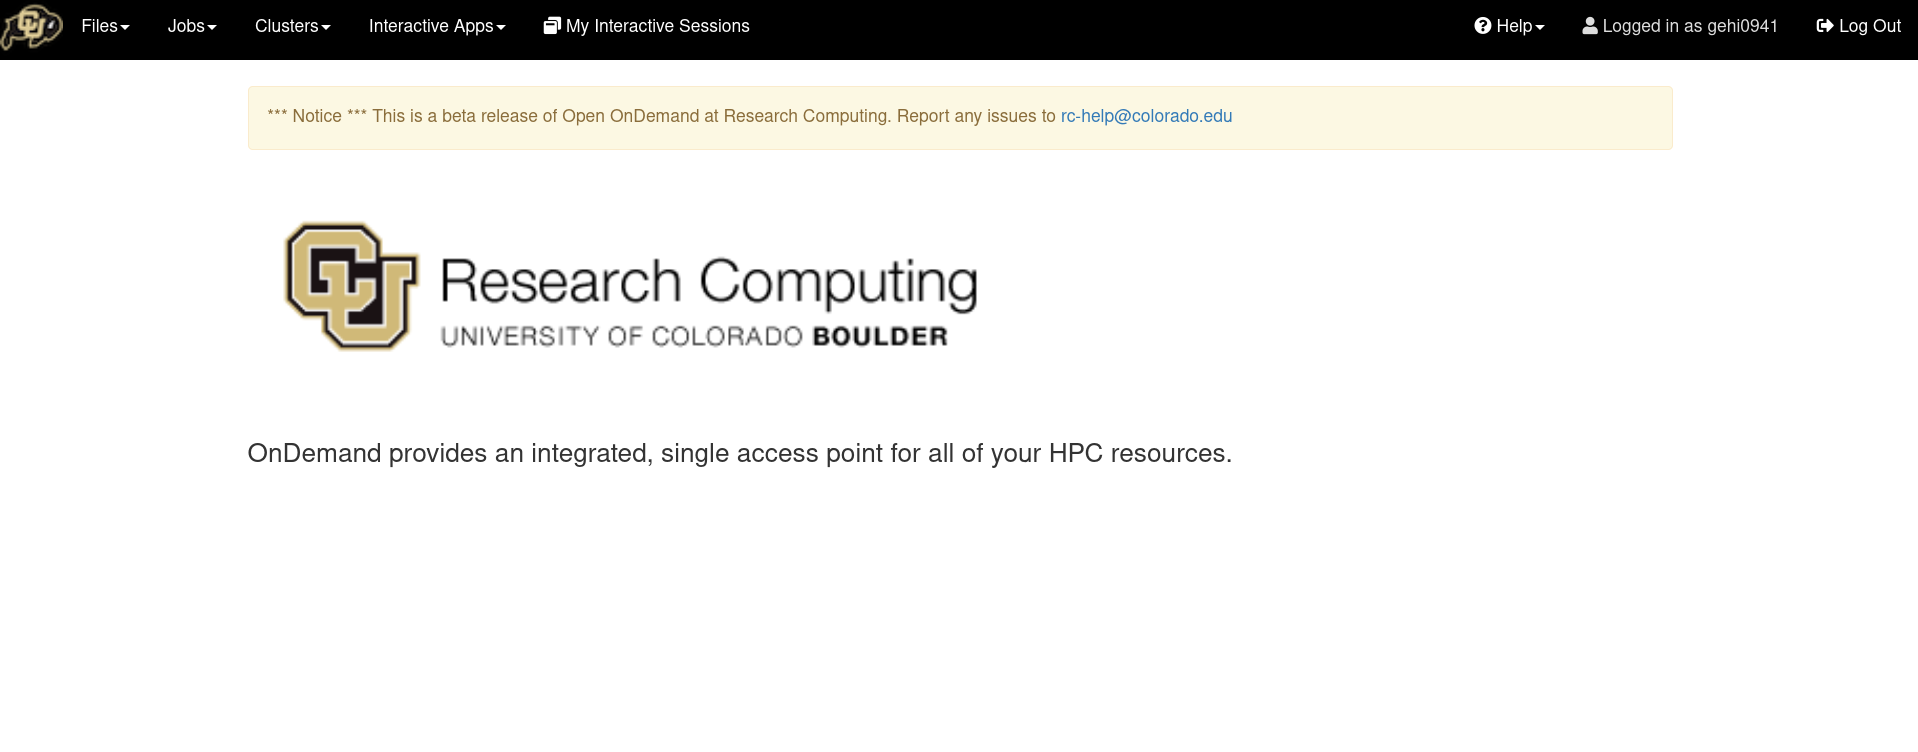 Files Jobs Clusters Interactive Apps My Interactive Sessions Help Logged in as gehi0941 Log Out
*** Notice *** This is a beta release of Open OnDemand at Research Computing. Report any issues to rc-help@colorado.edu
CU Research Computing
UNIVERSITY OF COLORADO BOULDER
OnDemand provides an integrated, single access point for all of your HPC resources.